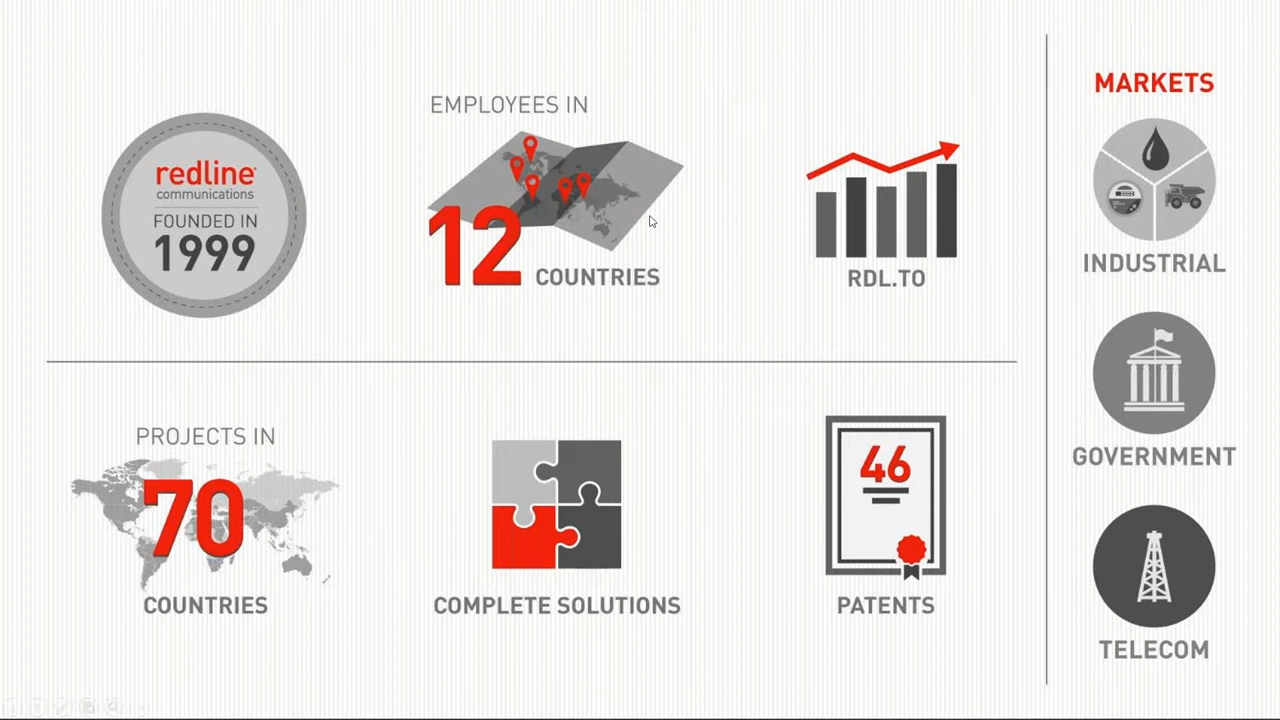 redline
communications
FOUNDED IN
1999
EMPLOYEES IN
12 COUNTRIES
RDL.TO
PROJECTS IN
70
COUNTRIES
COMPLETE SOLUTIONS
46
PATENTS
MARKETS
INDUSTRIAL
GOVERNMENT
TELECOM